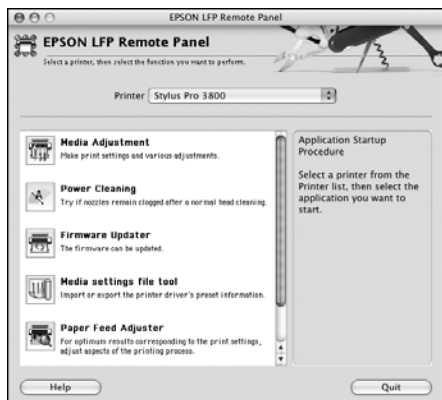 EPSON LFP Remote Panel
EPSON LFP Remote Panel
Select a printer, then select the function you want to perform.
Printer Stylus Pro 3800
Media Adjustment
Make print settings and various adjustments.
Power Cleaning
Try if nozzles remain clogged after a normal head cleaning.
Firmware Updater
The firmware can be updated.
Media settings file tool
Import or export the printer driver's preset information.
Paper Feed Adjuster
For optimum results corresponding to the print settings,
adjust aspects of the printing process.
Application Startup
Procedure
Select a printer from the
Printer list, then select the
application you want to
start.
Help
Quit